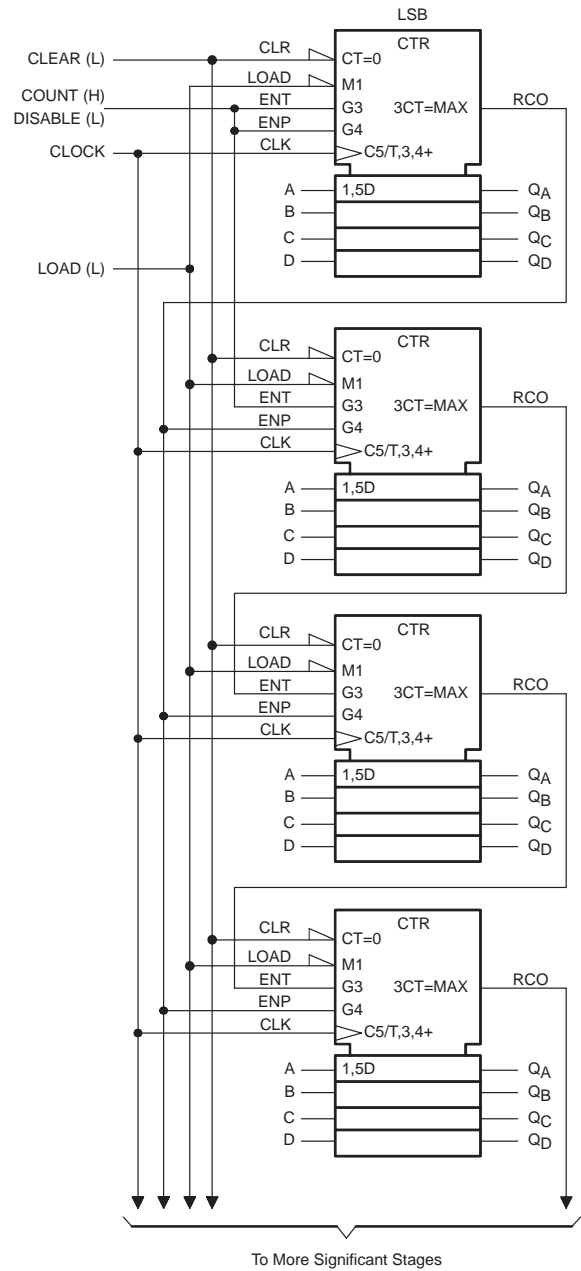 LSB
CTR
CLEAR (L)
CLR
CT=0
LOAD
M1
COUNT (H)
DISABLE (L)
ENT
G3
3CT=MAX
RCO
ENP
G4
CLOCK
CLK
C5/T,3,4+
A
1,5D
QA
B
QB
C
QC
D
QD
LOAD (L)
CTR
CLR
CT=0
LOAD
M1
ENT
G3
3CT=MAX
RCO
ENP
G4
CLK
C5/T,3,4+
A
1,5D
QA
B
QB
C
QC
D
QD
CTR
CLR
CT=0
LOAD
M1
ENT
G3
3CT=MAX
RCO
ENP
G4
CLK
C5/T,3,4+
A
1,5D
QA
B
QB
C
QC
D
QD
CTR
CLR
CT=0
LOAD
M1
ENT
G3
3CT=MAX
RCO
ENP
G4
CLK
C5/T,3,4+
A
1,5D
QA
B
QB
C
QC
D
QD
To More Significant Stages